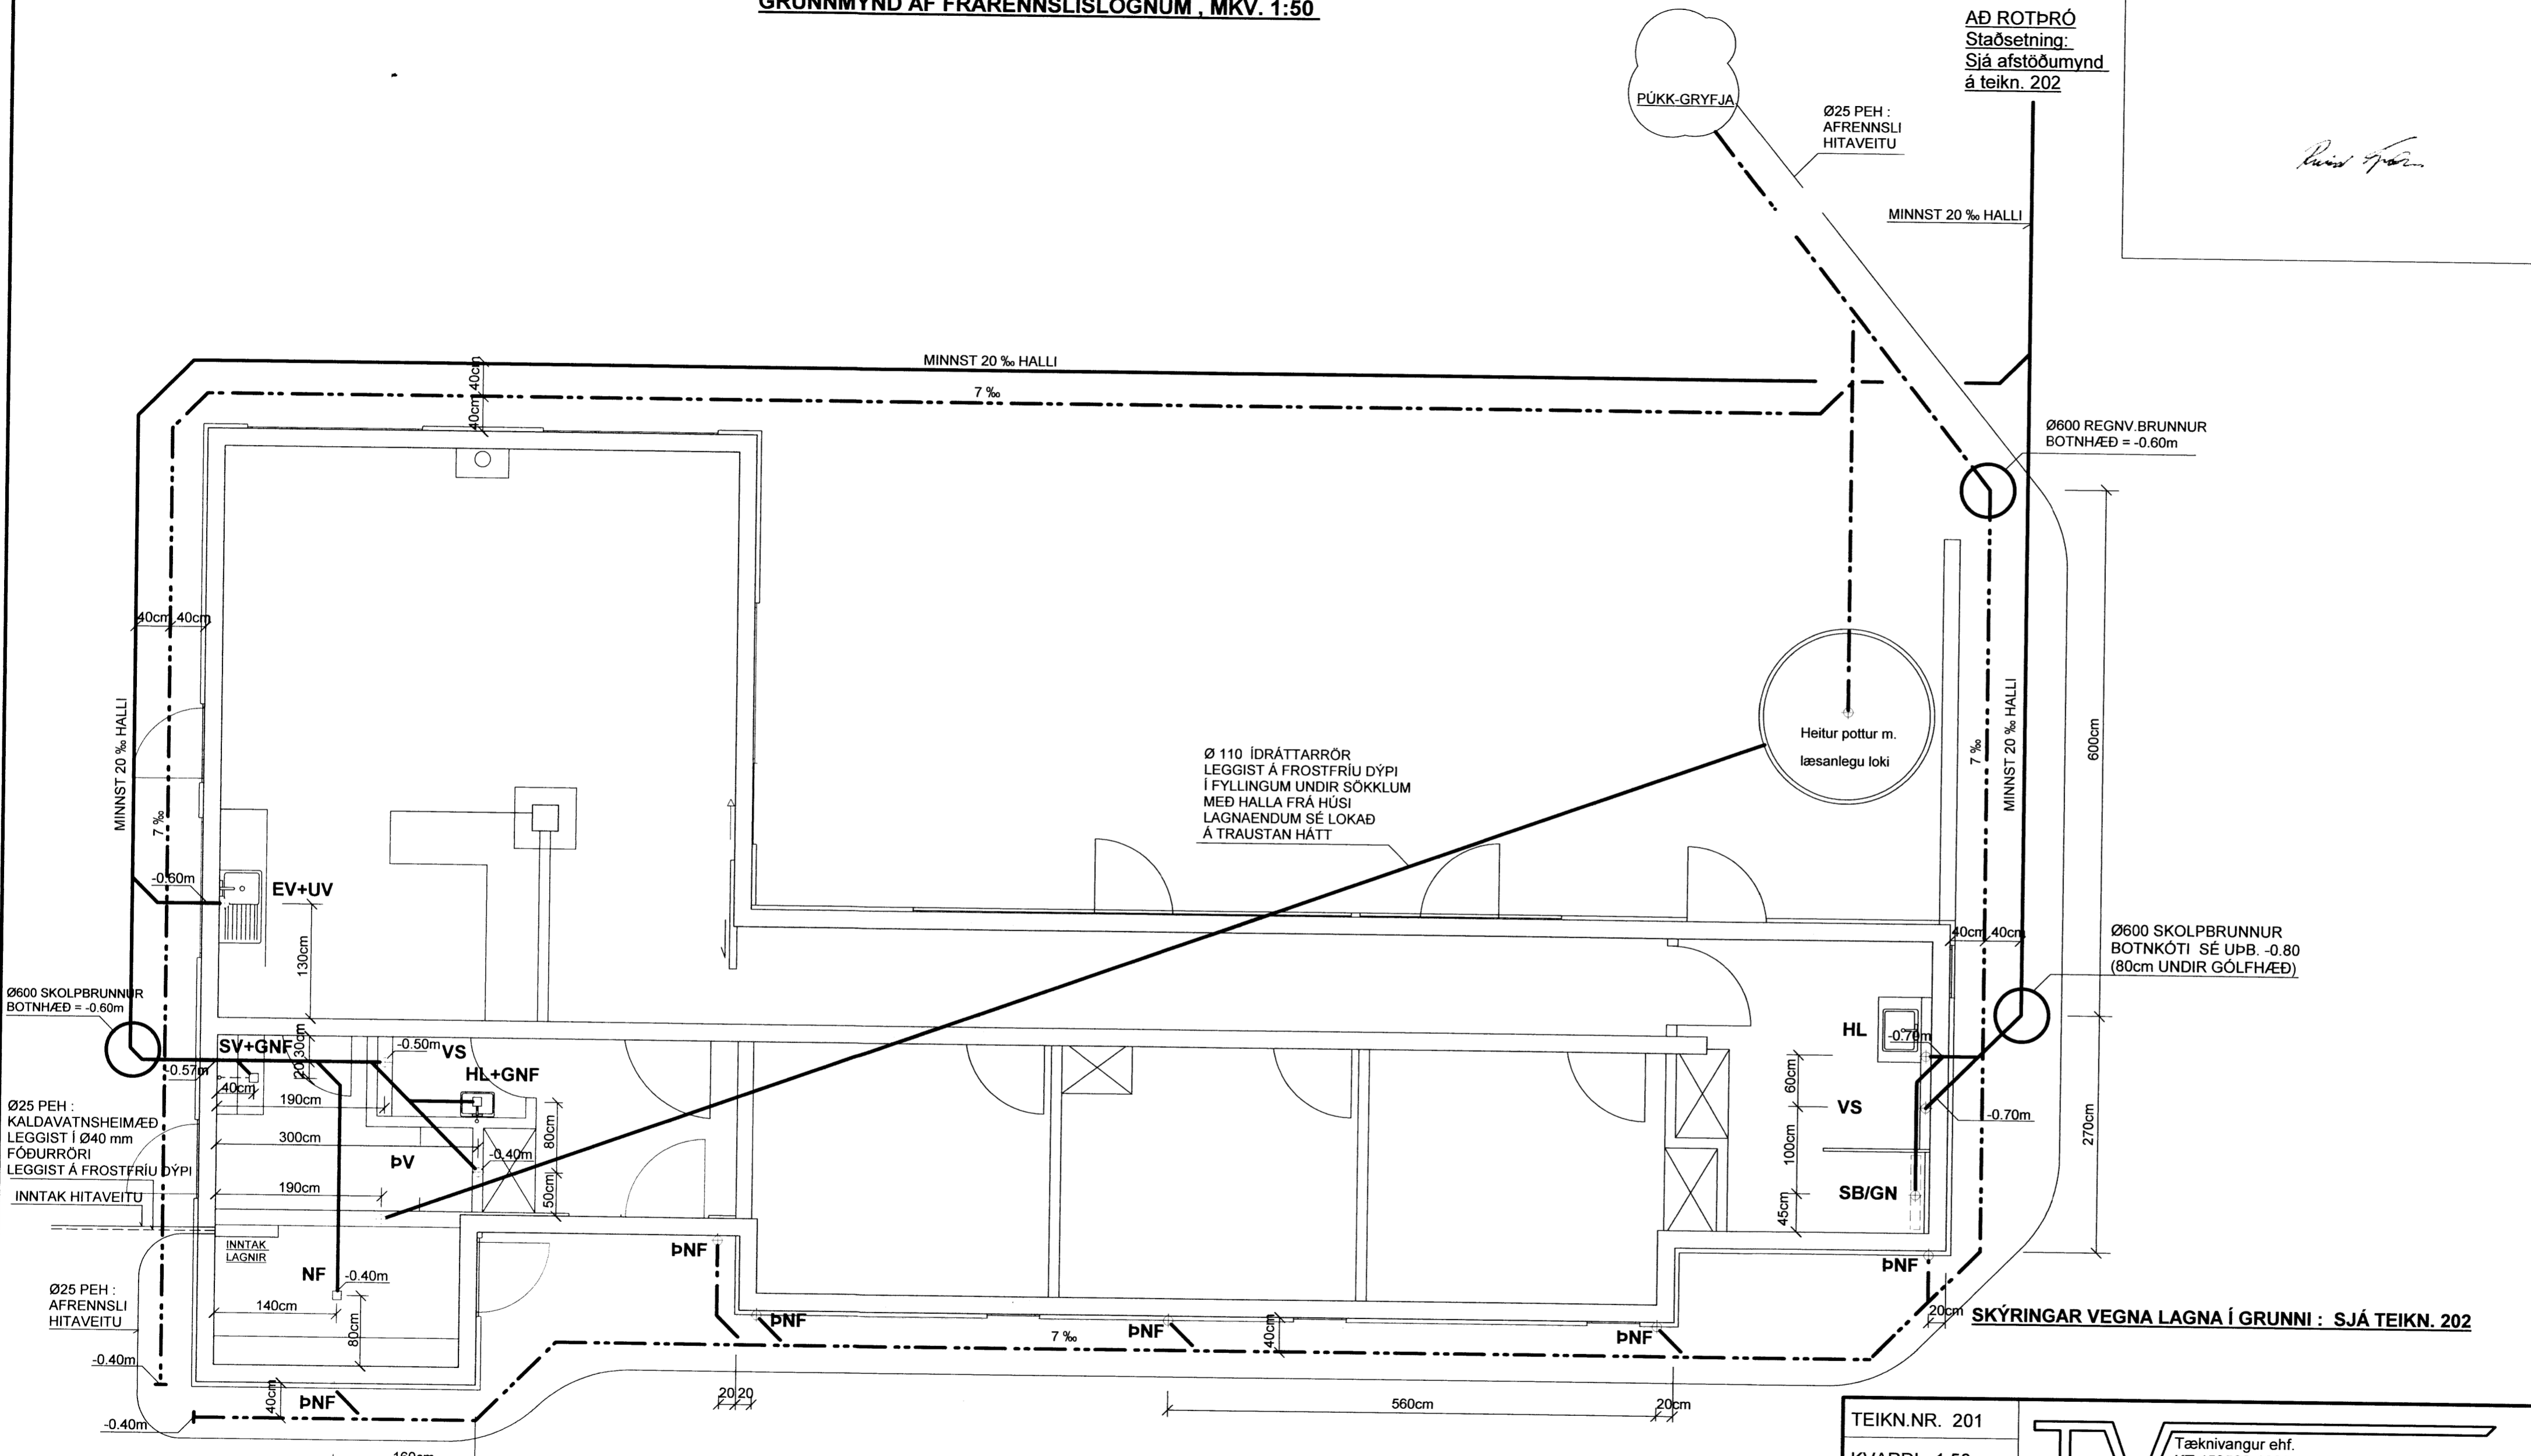 GRUNNMYND AF FRÁRENNSLISLÖGNUM , MKV. 1:50
AÐ ROTÞRÓ
Staðsetning:
Sjá afstöðumynd
á teikn. 202
PÚKK-GRYFJA
Ø25 PEH :
AFRENNSLI
HITAVEITU
MINNST 20 ‰ HALLI
MINNST 20 ‰ HALLI
40cm
40cm
7 ‰
Ø600 REGNV.BRUNNUR
BOTNHÆÐ = -0.60m
40cm
40cm
MINNST 20 ‰ HALLI
7 ‰
Heitur pottur m.
læsanlegu loki
7 ‰
MINNST 20 ‰ HALLI
600cm
Ø 110 ÍDRÁTTARRÖR
LEGGIST Á FROSTFRÍU DÝPI
Í FYLLINGUM UNDIR SÖKKLUM
MEÐ HALLA FRÁ HÚSI
LAGNAENDUM SÉ LOKAÐ
Á TRAUSTAN HÁTT
-0.60m
EV+UV
130cm
40cm
40cm
Ø600 SKOLPBRUNNUR
BOTNKÓTI SÉ UÞB. -0.80
(80cm UNDIR GÓLFHÆÐ)
Ø600 SKOLPBRUNNUR
BOTNHÆÐ = -0.60m
SV+GNF
30cm
20
-0.50m
VS
HL
-0.70m
-0.57m
40cm
HL+GNF
190cm
60cm
VS
-0.70m
Ø25 PEH :
KALDAVATNSHEIMÆÐ
LEGGIST Í Ø40 mm
FÓÐURRÖRI
LEGGIST Á FROSTFRÍU DÝPI
300cm
80cm
ÞV
-0.40m
100cm
270cm
INNTAK HITAVEITU
190cm
50cm
SB/GN
45cm
INNTAK
LAGNIR
ÞNF
NF
-0.40m
ÞNF
Ø25 PEH :
AFRENNSLI
HITAVEITU
140cm
80cm
ÞNF
7 ‰
ÞNF
40cm
ÞNF
20cm
SKÝRINGAR VEGNA LAGNA Í GRUNNI : SJÁ TEIKN. 202
-0.40m
40cm
ÞNF
-0.40m
20
20
560cm
20cm
160cm
TEIKN.NR. 201
KVARÐI 1:50
Tæknivangur ehf.